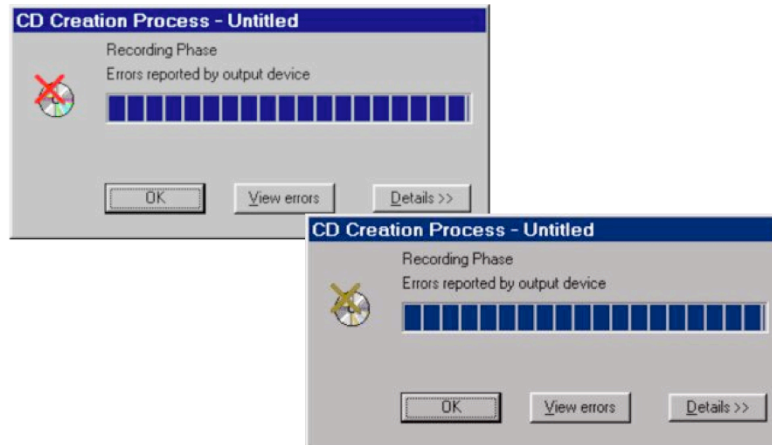 CD Creation Process - Untitled
Recording Phase
Errors reported by output device
OK View errors Details >>
CD Creation Process - Untitled
Recording Phase
Errors reported by output device
OK View errors Details >>